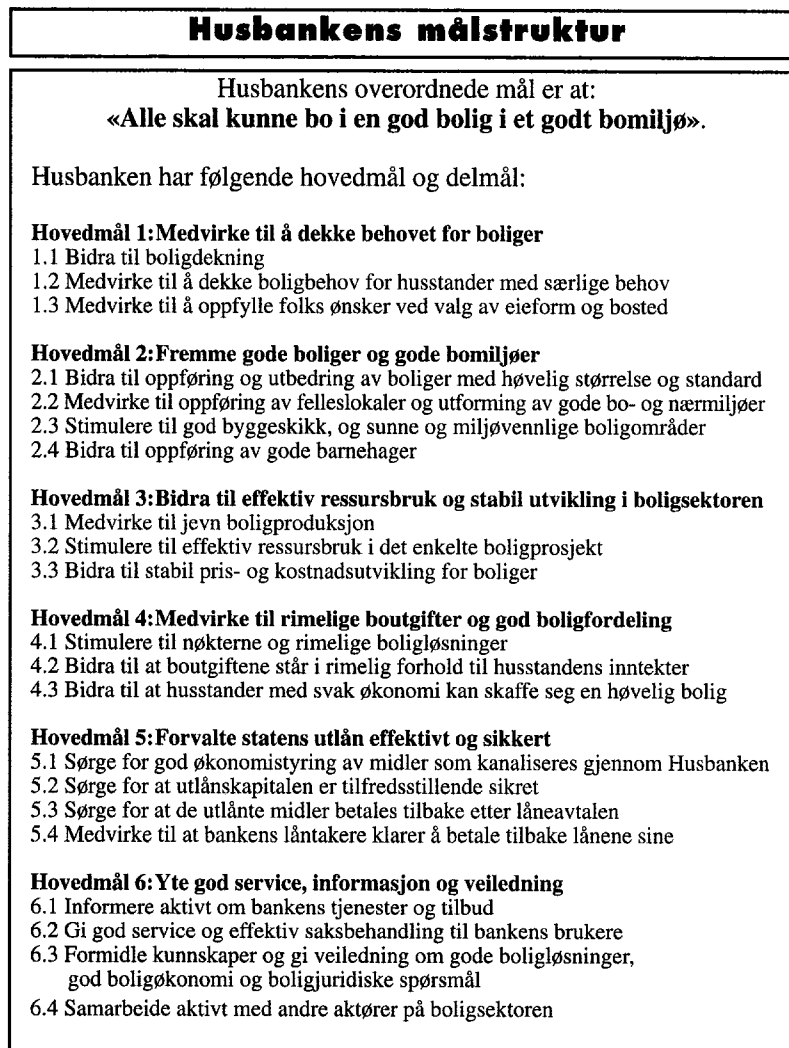 Husbankens målstruktur
Husbankens overordnede mål er at:
«Alle skal kunne bo i en god bolig i et godt bomiljø».
Husbanken har følgende hovedmål og delmål:
Hovedmål 1:Medvirke til å dekke behovet for boliger
1.1 Bidra til boligdekning
1.2 Medvirke til å dekke boligbehov for husstander med særlige behov
1.3 Medvirke til å oppfylle folks ønsker ved valg av eieform og bosted
Hovedmål 2:Fremme gode boliger og gode bomiljøer
2.1 Bidra til oppføring og utbedring av boliger med høvelig størrelse og standard
2.2 Medvirke til oppføring av felleslokaler og utforming av gode bo- og nærmiljøer
2.3 Stimulere til god byggeskikk, og sunne og miljøvennlige boligområder
2.4 Bidra til oppføring av gode barnehager
Hovedmål 3:Bidra til effektiv ressursbruk og stabil utvikling i boligsektoren
3.1 Medvirke til jevn boligproduksjon
3.2 Stimulere til effektiv ressursbruk i det enkelte boligprosjekt
3.3 Bidra til stabil pris- og kostnadsutvikling for boliger
Hovedmål 4:Medvirke til rimelige boutgifter og god boligfordeling
4.1 Stimulere til nøkterne og rimelige boligløsninger
4.2 Bidra til at boutgiftene står i rimelig forhold til husstandens inntekter
4.3 Bidra til at husstander med svak økonomi kan skaffe seg en høvelig bolig
Hovedmål 5:Forvalte statens utlån effektivt og sikkert
5.1 Sørge for god økonomistyring av midler som kanaliseres gjennom Husbanken
5.2 Sørge for at utlånskapitalen er tilfredsstillende sikret
5.3 Sørge for at de utlånte midler betales tilbake etter låneavtalen
5.4 Medvirke til at bankens låntakere klarer å betale tilbake lånene sine
Hovedmål 6:Yte god service, informasjon og veiledning
6.1 Informere aktivt om bankens tjenester og tilbud
6.2 Gi god service og effektiv saksbehandling til bankens brukere
6.3 Formidle kunnskaper og gi veiledning om gode boligløsninger,
god boligøkonomi og boligjuridiske spørsmål
6.4 Samarbeide aktivt med andre aktører på boligsektoren